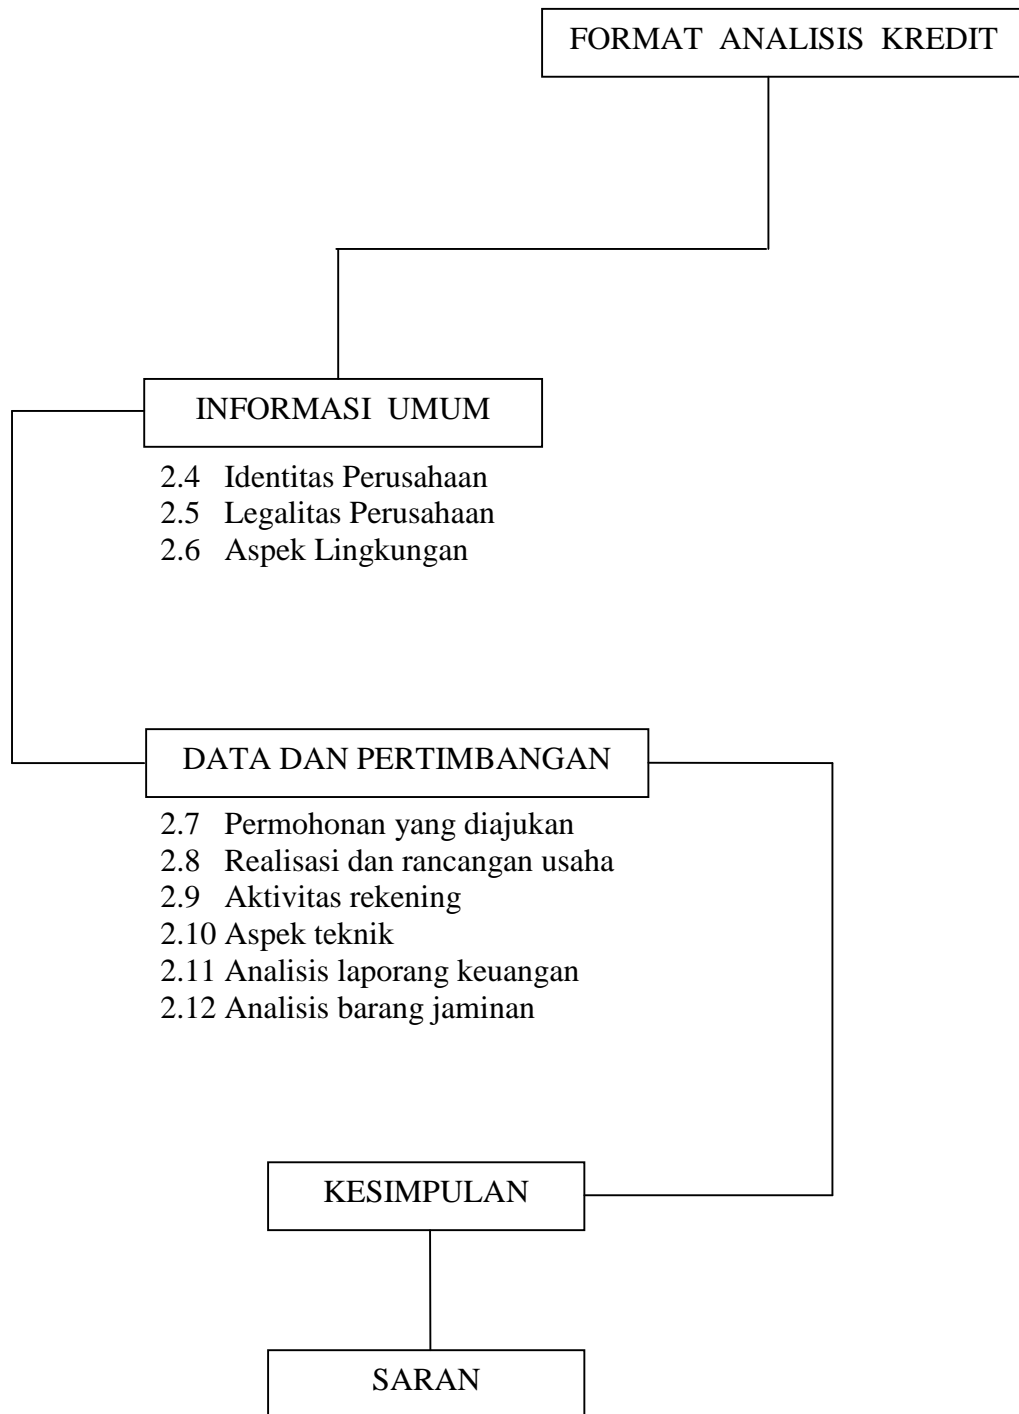 FORMAT ANALISIS KREDIT
INFORMASI UMUM
2.4 Identitas Perusahaan
2.5 Legalitas Perusahaan
2.6 Aspek Lingkungan
DATA DAN PERTIMBANGAN
2.7 Permohonan yang diajukan
2.8 Realisasi dan rancangan usaha
2.9 Aktivitas rekening
2.10 Aspek teknik
2.11 Analisis laporang keuangan
2.12 Analisis barang jaminan
KESIMPULAN
SARAN